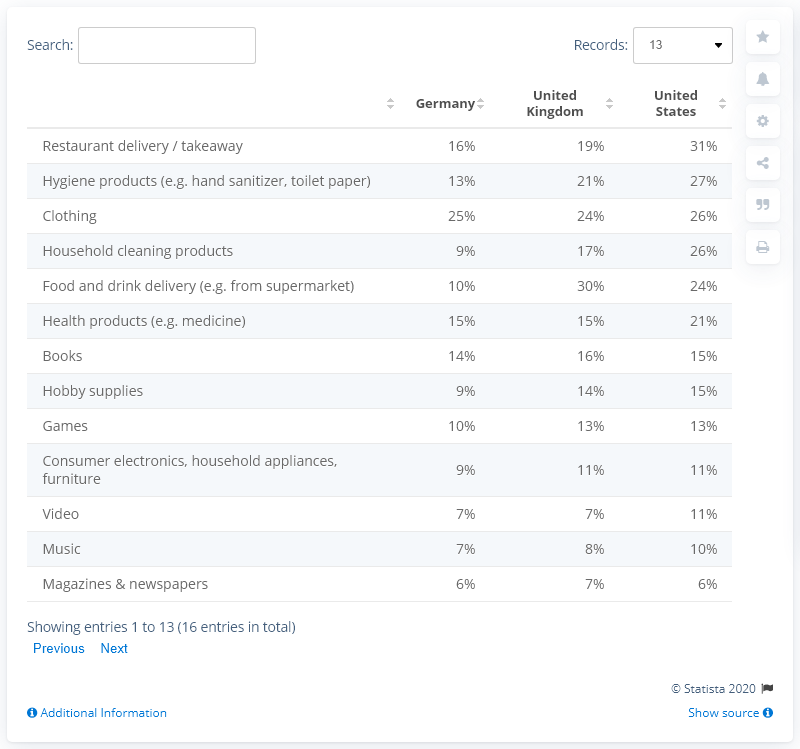 Search:
Records: 13
Germany United Kingdom United States
Restaurant delivery / takeaway 16% 19% 31%
Hygiene products (e.g. hand sanitizer, toilet paper) 13% 21% 27%
Clothing 25% 24% 26%
Household cleaning products 9% 17% 26%
Food and drink delivery (e.g. from supermarket) 10% 30% 24%
Health products (e.g. medicine) 15% 15% 21%
Books 14% 16% 15%
Hobby supplies 9% 14% 15%
Games 10% 13% 13%
Consumer electronics, household appliances,
furniture 9% 11% 11%
Video 7% 7% 11%
Music 7% 8% 10%
Magazines & newspapers 6% 7% 6%
Showing entries 1 to 13 (16 entries in total)
Previous Next
© Statista 2020
Additional Information
Show source